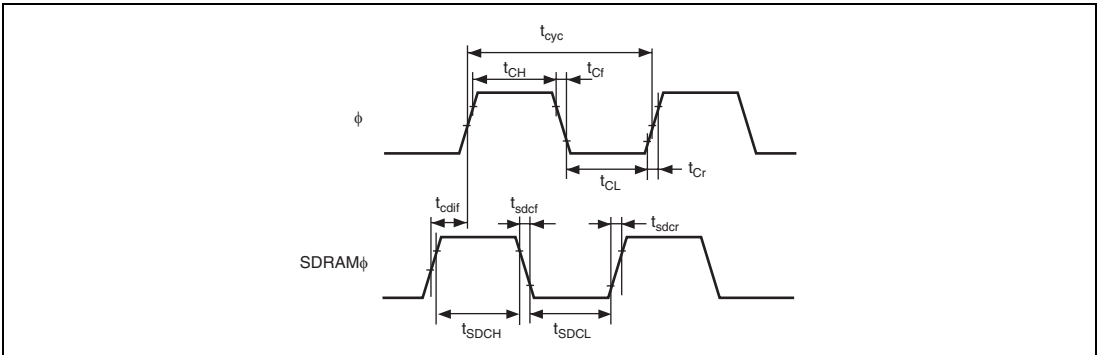 tcyc
tCH tCf
ϕ
tCL tCr
tcdif tsdcf tsdcr
SDRAMϕ
tSDCH tSDCL